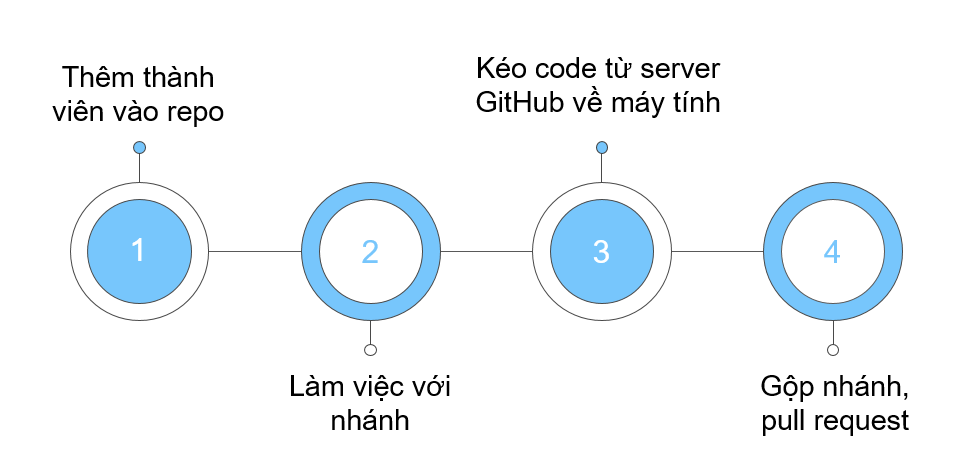 Thêm thành
viên vào repo
1
2
Làm việc với
nhánh
Kéo code từ server
GitHub về máy tính
3
4
Gộp nhánh,
pull request